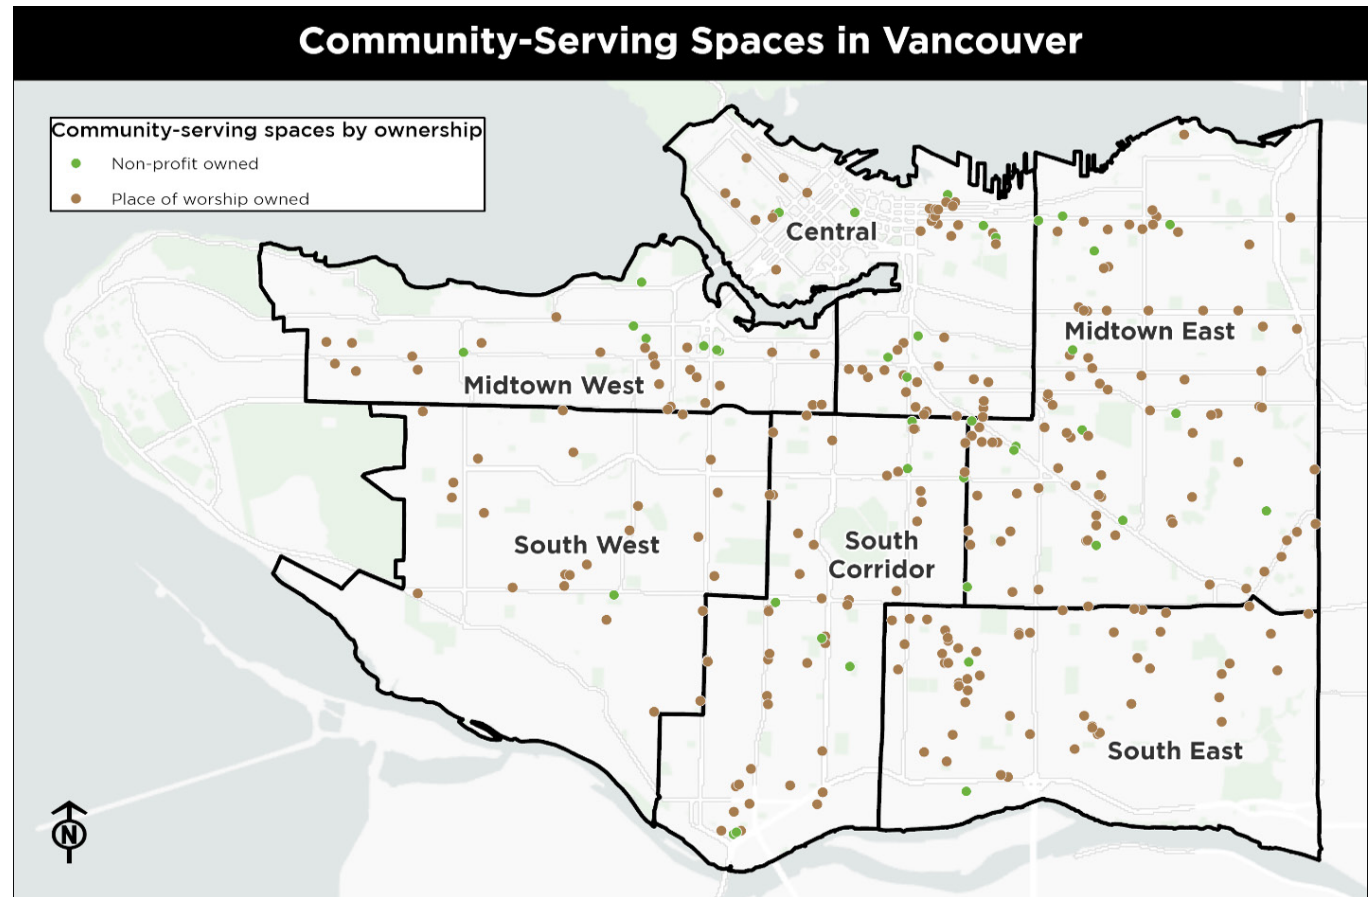 Community-Serving Spaces in Vancouver
Community-serving spaces by ownership
Non-profit owned
Place of worship owned
Central
Midtown East
Midtown West
South West
South
Corridor
South East
N